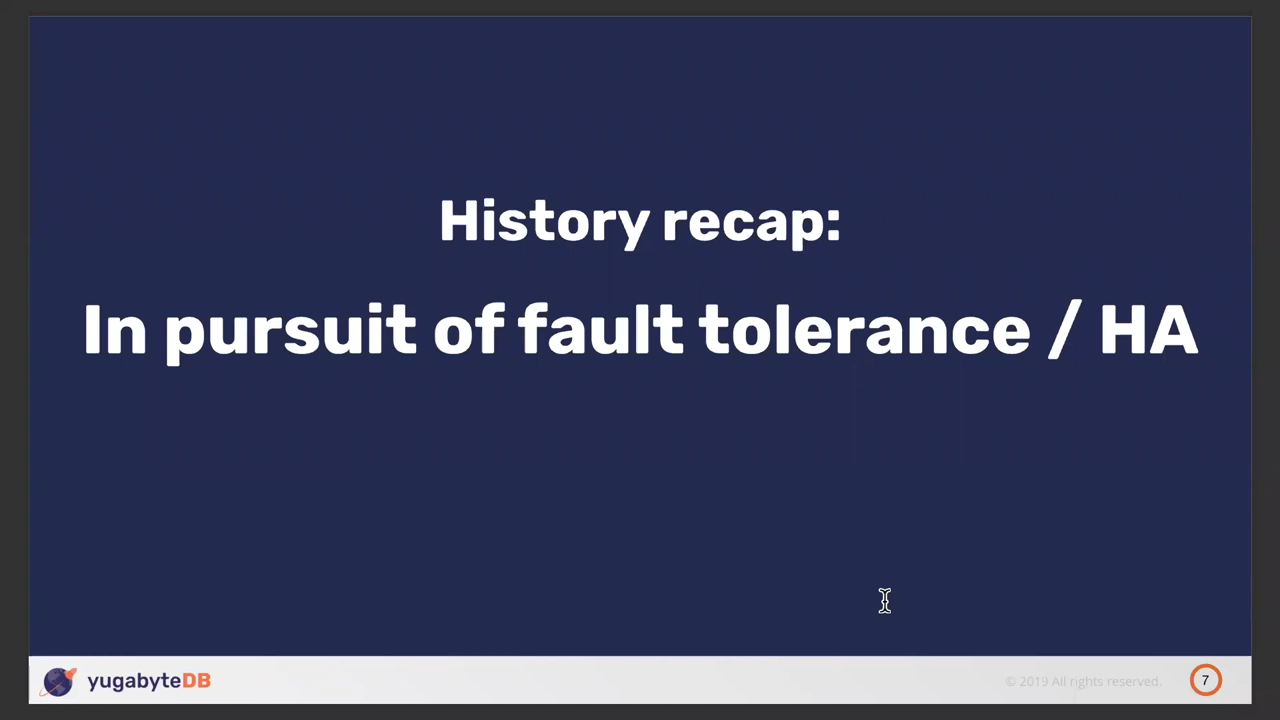 History recap:
In pursuit of fault tolerance / HA
yugabyteDB
© 2019 All rights reserved.
7